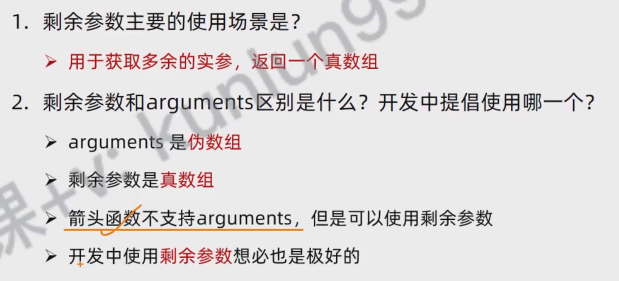 1. 剩余参数主要的使用场景是？
➢ 用于获取多余的实参，返回一个真数组
2. 剩余参数和arguments区别是什么？开发中提倡使用哪一个？
➢ arguments 是伪数组
➢ 剩余参数是真数组
➢ 箭头函数不支持arguments，但是可以使用剩余参数
➢ 开发中使用剩余参数想必也是极好的
课+v: kunlun99